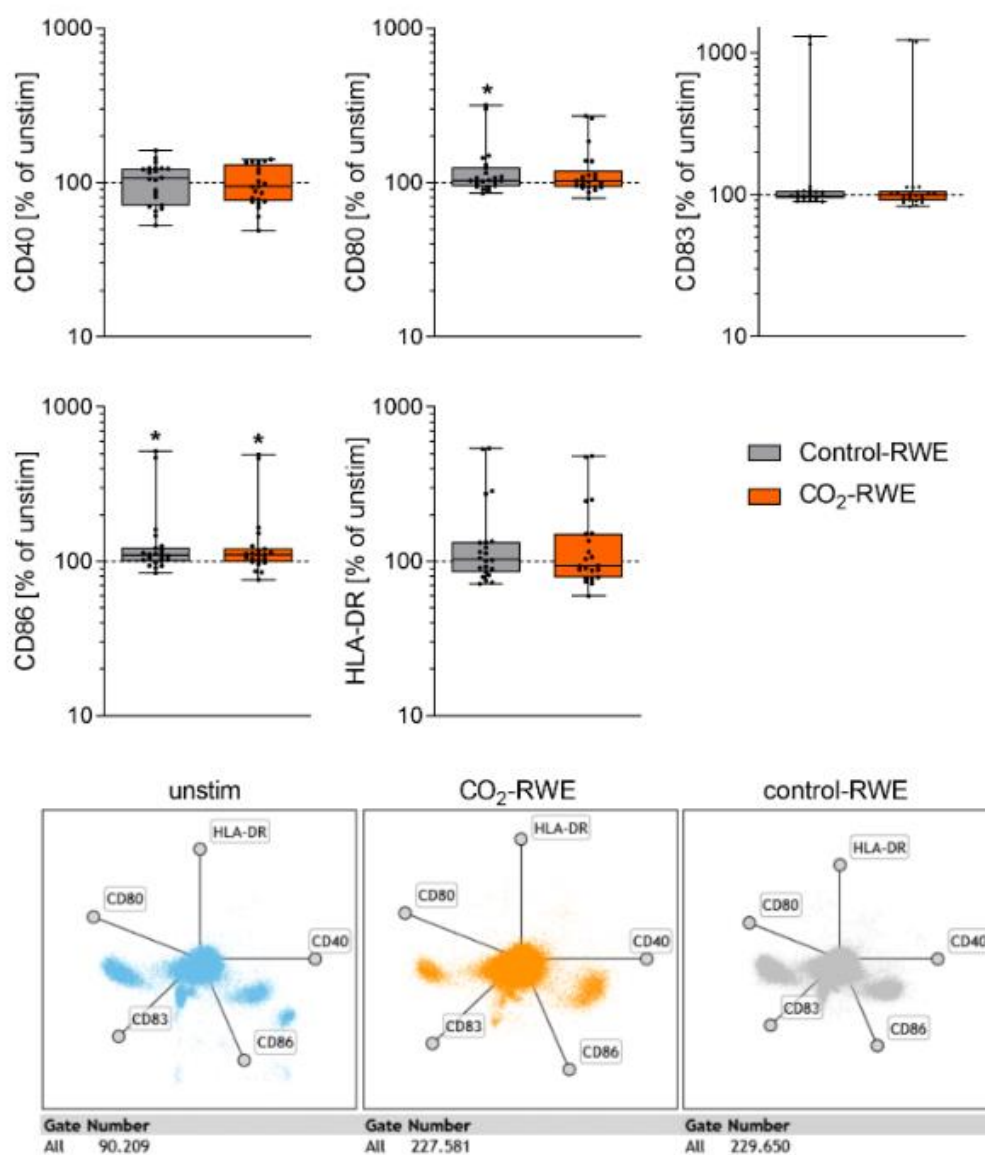 1000
100
10
CD40 [% of unstim]
1000
100
10
CD80 [% of unstim]
*
1000
100
10
CD83 [% of unstim]
1000
100
10
CD86 [% of unstim]
* *
1000
100
10
HLA-DR [% of unstim]
Control-RWE
CO₂-RWE
unstim
HLA-DR
CD80
CD40
CD83
CD86
Gate Number
All 90.209
CO₂-RWE
HLA-DR
CD80
CD40
CD83
CD86
Gate Number
All 227.581
control-RWE
HLA-DR
CD80
CD40
CD83
CD86
Gate Number
All 229.650